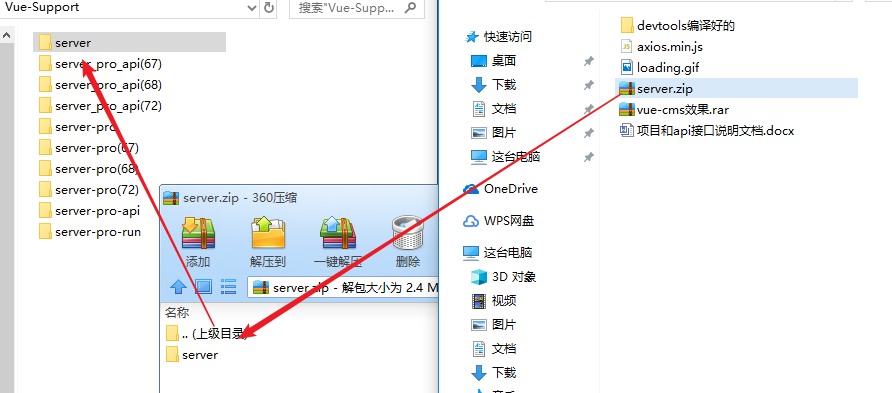 Vue-Support
搜索"Vue-Supp...
server
server_pro_api(67)
server_pro_api(68)
server_pro_api(72)
server-pro
server-pro(67)
server-pro(68)
server-pro(72)
server-pro-api
server-pro-run
server.zip - 360压缩
添加
解压到
一键解压
删除
server.zip - 解包大小为 2.4 M
名称
.. (上级目录)
server
快速访问
桌面
下载
文档
图片
这台电脑
OneDrive
WPS网盘
这台电脑
3D 对象
视频
图片
文档
下载
devtools编译好的
axios.min.js
loading.gif
server.zip
vue-cms效果.rar
项目和api接口说明文档.docx